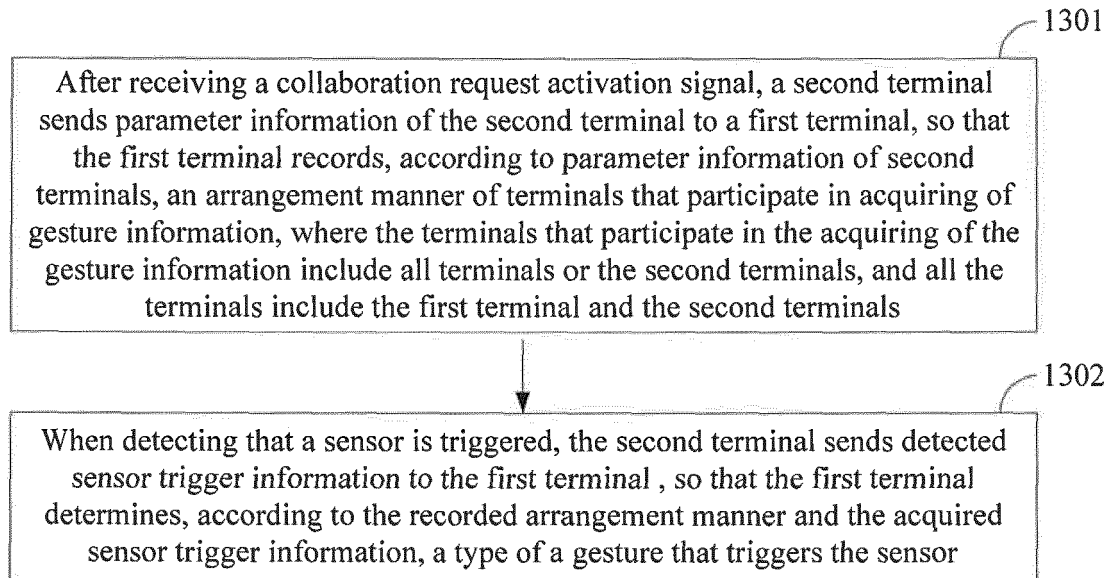 1301
After receiving a collaboration request activation signal, a second terminal
sends parameter information of the second terminal to a first terminal, so that
the first terminal records, according to parameter information of second
terminals, an arrangement manner of terminals that participate in acquiring of
gesture information, where the terminals that participate in the acquiring of the
gesture information include all terminals or the second terminals, and all the
terminals include the first terminal and the second terminals
1302
When detecting that a sensor is triggered, the second terminal sends detected
sensor trigger information to the first terminal , so that the first terminal
determines, according to the recorded arrangement manner and the acquired
sensor trigger information, a type of a gesture that triggers the sensor